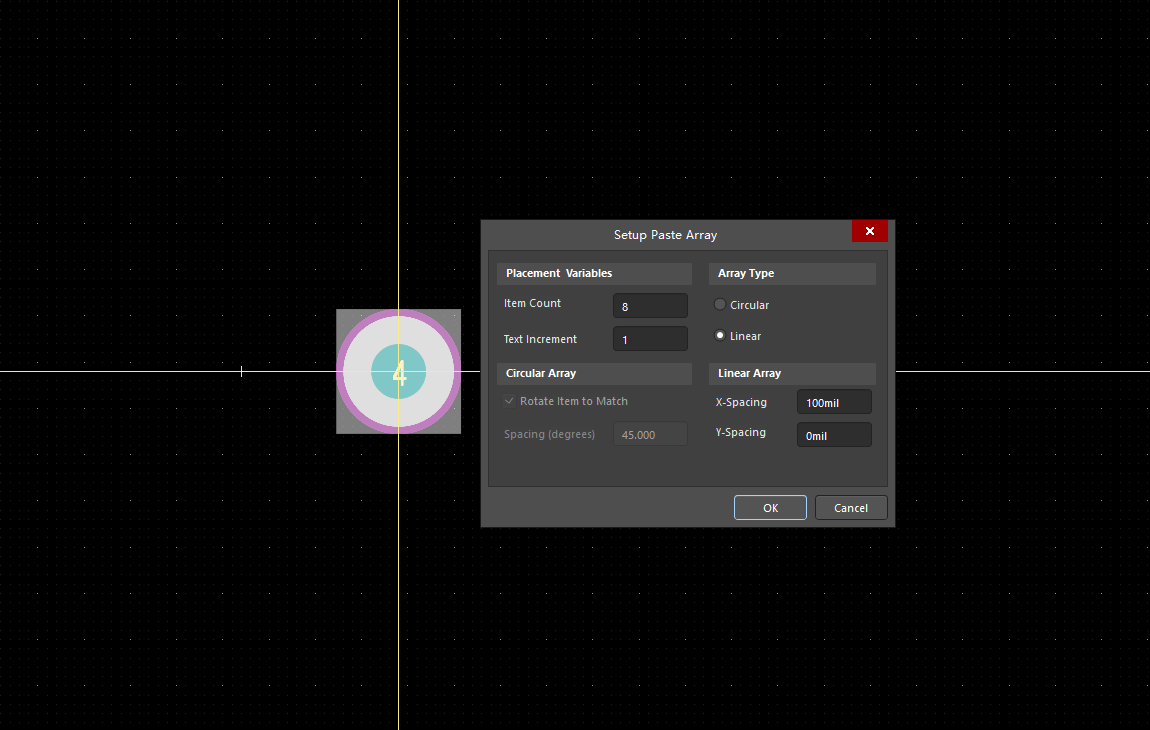 Setup Paste Array
Placement Variables
Item Count
8
Text Increment
1
Array Type
Circular
Linear
Circular Array
Rotate Item to Match
Spacing (degrees)
45.000
Linear Array
X-Spacing
100mil
Y-Spacing
0mil
OK
Cancel
4